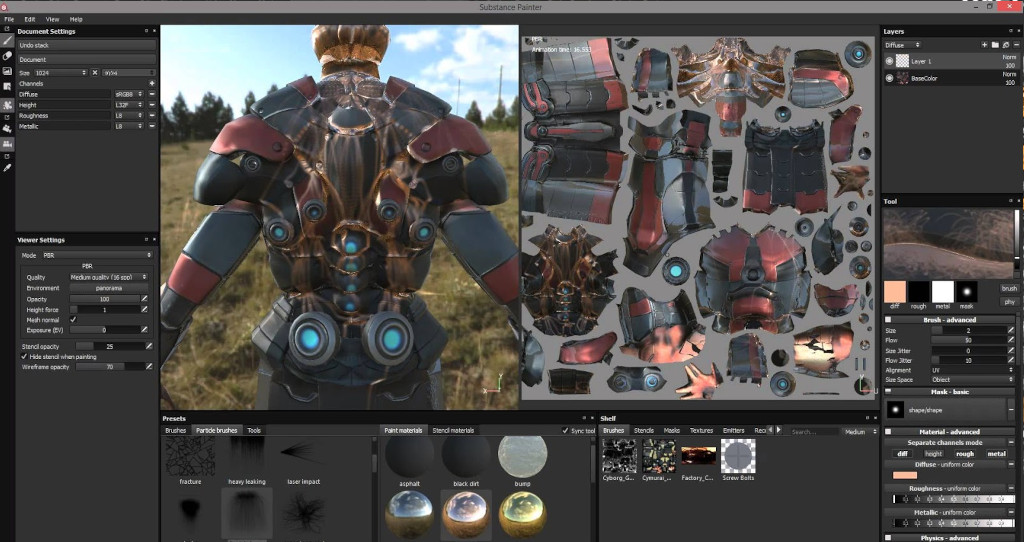 Substance Painter
File Edit View Help
Document Settings
Undo stack
Document
Size 1024
Channels
Diffuse sRGB8
Height L32F
Roughness L8
Metallic L8
Viewer Settings
Mode PBR
PBR
Quality Medium quality (16 spp)
Environment panorama
Opacity 100
Height force 1
Mesh normal
Exposure (EV) 0
Stencil opacity 25
Hide stencil when painting
Wireframe opacity 70
Animation time:
Presets
Brushes Particle brushes Tools
fracture heavy leaking laser impact
Paint materials Stencil materials Sync tool
asphalt black dirt bump
Shelf
Brushes Stencils Masks Textures Emitters Rec
Search... Medium
Cyborg_G... Cymurai_... Factory_C... Screw Bolts
Layers
Diffuse
Layer 1 Norm 100
BaseColor Norm 100
Tool
diff rough metal mask
brush
phy
Brush - advanced
Size 2
Flow 50
Size Jitter 0
Flow Jitter 10
Alignment UV
Size Space Object
Mask - basic
shape/shape
Material - advanced
Separate channels mode
diff height rough metal
Diffuse - uniform color
Roughness - uniform color
Metallic - uniform color
Physics - advanced